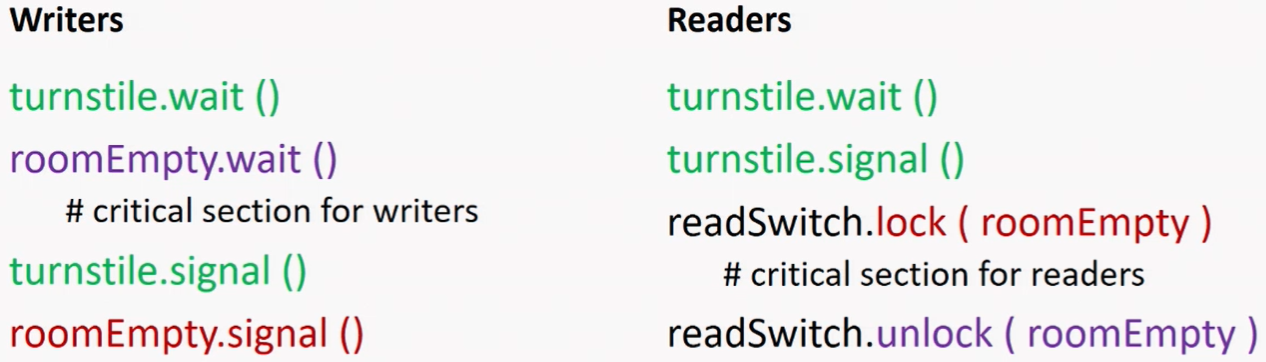 Writers
turnstile.wait ()
roomEmpty.wait ()
# critical section for writers
turnstile.signal ()
roomEmpty.signal ()
Readers
turnstile.wait ()
turnstile.signal ()
readSwitch.lock ( roomEmpty )
# critical section for readers
readSwitch.unlock ( roomEmpty )